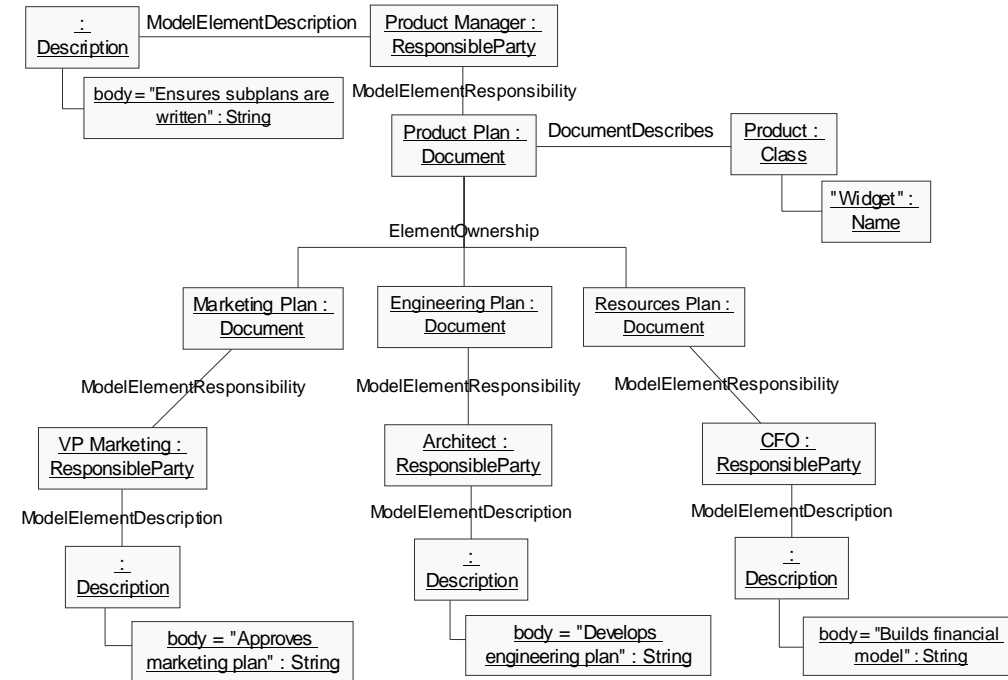 :
Description
ModelElementDescription
Product Manager :
ResponsibleParty
body = "Ensures subplans are
written" : String
ModelElementResponsibility
Product Plan :
Document
DocumentDescribes
Product :
Class
"Widget" :
Name
ElementOwnership
Marketing Plan :
Document
Engineering Plan :
Document
Resources Plan :
Document
ModelElementResponsibility
ModelElementResponsibility
ModelElementResponsibility
VP Marketing :
ResponsibleParty
Architect :
ResponsibleParty
CFO :
ResponsibleParty
ModelElementDescription
ModelElementDescription
ModelElementDescription
:
Description
:
Description
:
Description
body = "Approves
marketing plan" : String
body = "Develops
engineering plan" : String
body = "Builds financial
model" : String